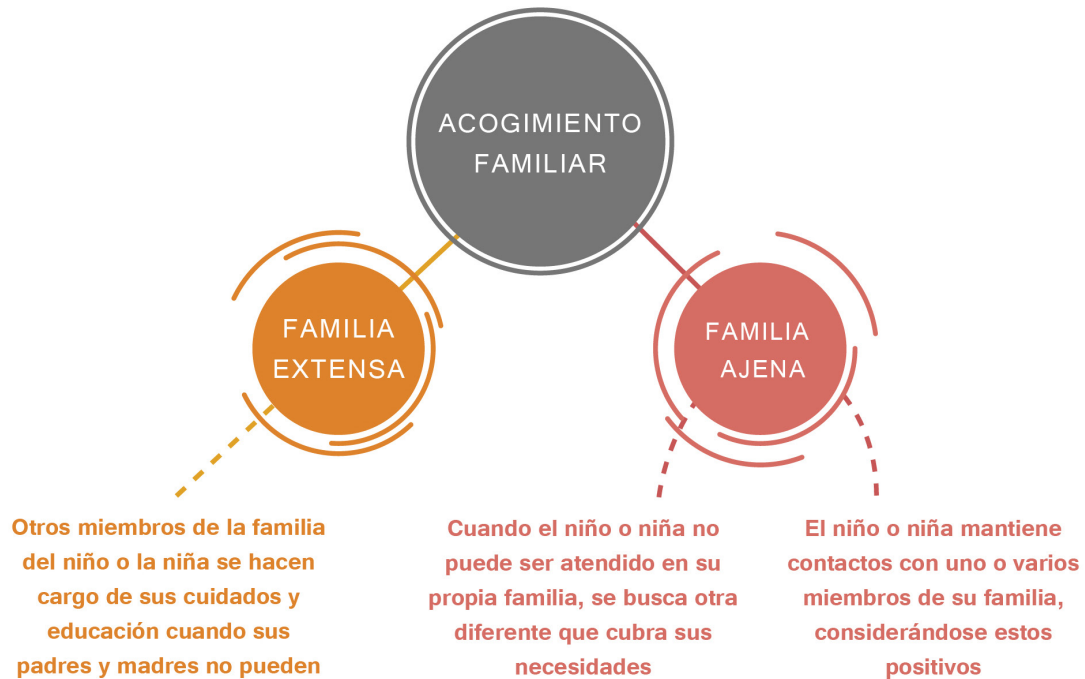 ACOGIMIENTO
FAMILIAR
FAMILIA
EXTENSA
FAMILIA
AJENA
Otros miembros de la familia
del niño o la niña se hacen
cargo de sus cuidados y
educación cuando sus
padres y madres no pueden
Cuando el niño o niña no
puede ser atendido en su
propia familia, se busca otra
diferente que cubra sus
necesidades
El niño o niña mantiene
contactos con uno o varios
miembros de su familia,
considerándose estos
positivos